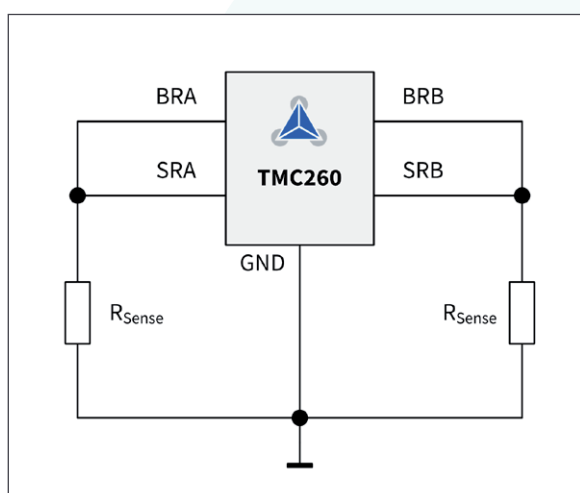 BRA
BRB
SRA
TMC260
SRB
GND
RSense
RSense